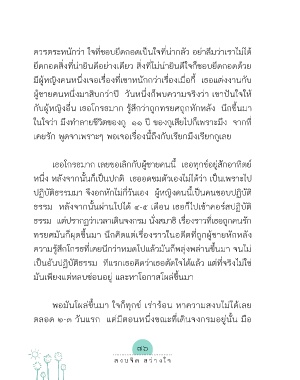 ควรตระหนักว่า ใจที่ชอบยึดกอดเป็นใจที่น่ากลัว อย่าลืมว่าเราไม่ได้
ยึดกอดสิ่งที่น่ายินดีอย่างเดียว สิ่งที่ไม่น่ายินดีใจก็ชอบยึดกอดด้วย
มีผู้หญิงคนหนึ่งเจอเรื่องที่เขาหนักกว่าเรื่องเมื่อกี้ เธอแต่งงานกับ
ผู้ชายคนหนึ่งมาสิบกว่าปี วันหนึ่งก็พบความจริงว่า เขาปันใจให้
กับผู้หญิงอื่น เธอโกรธมาก รู้สึกว่าถูกทรยศถูกหักหลัง นึกขึ้นมา
ในใจว่า มึงทำลายชีวิตของกู ๑๑ ปี ของกูเสียไปก็เพราะมึง จากที่
เคยรัก พูดจาเพราะๆ พอเจอเรื่องนี้ถึงกับเรียกมึงเรียกกูเลย
เธอโกรธมาก เลยขอเลิกกับผู้ชายคนนี้ เธอทุกข์อยู่สักอาทิตย์
หนึ่ง หลังจากนั้นก็เป็นปกติ เธออดชมตัวเองไม่ได้ว่า เป็นเพราะไป
ปฏิบัติธรรมมา จึงอกหักไม่กี่วันเอง ผู้หญิงคนนี้เป็นคนชอบปฏิบัติ
ธรรม หลังจากนั้นผ่านไปได้ ๔-๕ เดือน เธอก็ไปเข้าคอร์สปฏิบัติ
ธรรม แต่ปรากฏว่าเวลาเดินจงกรม นั่งสมาธิ เรื่องราวที่เธอถูกคนรัก
ทรยศมันก็ผุดขึ้นมา นึกคิดแต่เรื่องราวในอดีตที่ถูกผู้ชายหักหลัง
ความรู้สึกโกรธที่เคยนึกว่าหมดไปแล้วมันก็พลุ่งพล่านขึ้นมา จนไม่
เป็นอันปฏิบัติธรรม ทีแรกเธอคิดว่าเธอตัดใจได้แล้ว แต่ที่จริงไม่ใช่
มันเพียงแต่หลบซ่อนอยู่ และหาโอกาสโผล่ขึ้นมา
พอมันโผล่ขึ้นมา ใจก็ทุกข์ เร่าร้อน หาความสงบไม่ได้เลย
ตลอด ๒-๓ วันแรก แต่มีตอนหนึ่งขณะที่เดินจงกรมอยู่นั้น มือ
๘๖
สงบจิต สว่างใจ